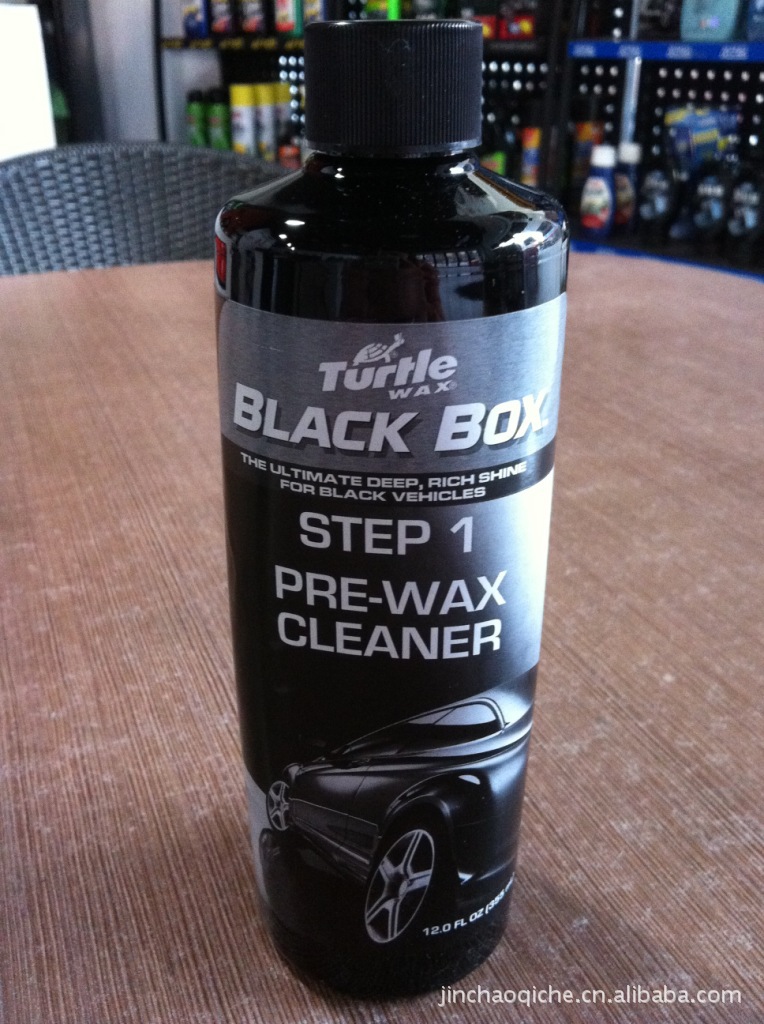 Turtle
WAX®
BLACK BOX
THE ULTIMATE DEEP, RICH SHINE
FOR BLACK VEHICLES
STEP 1
PRE-WAX
CLEANER
12.0 FL OZ (355
jinchaoqiche.cn.alibaba.com